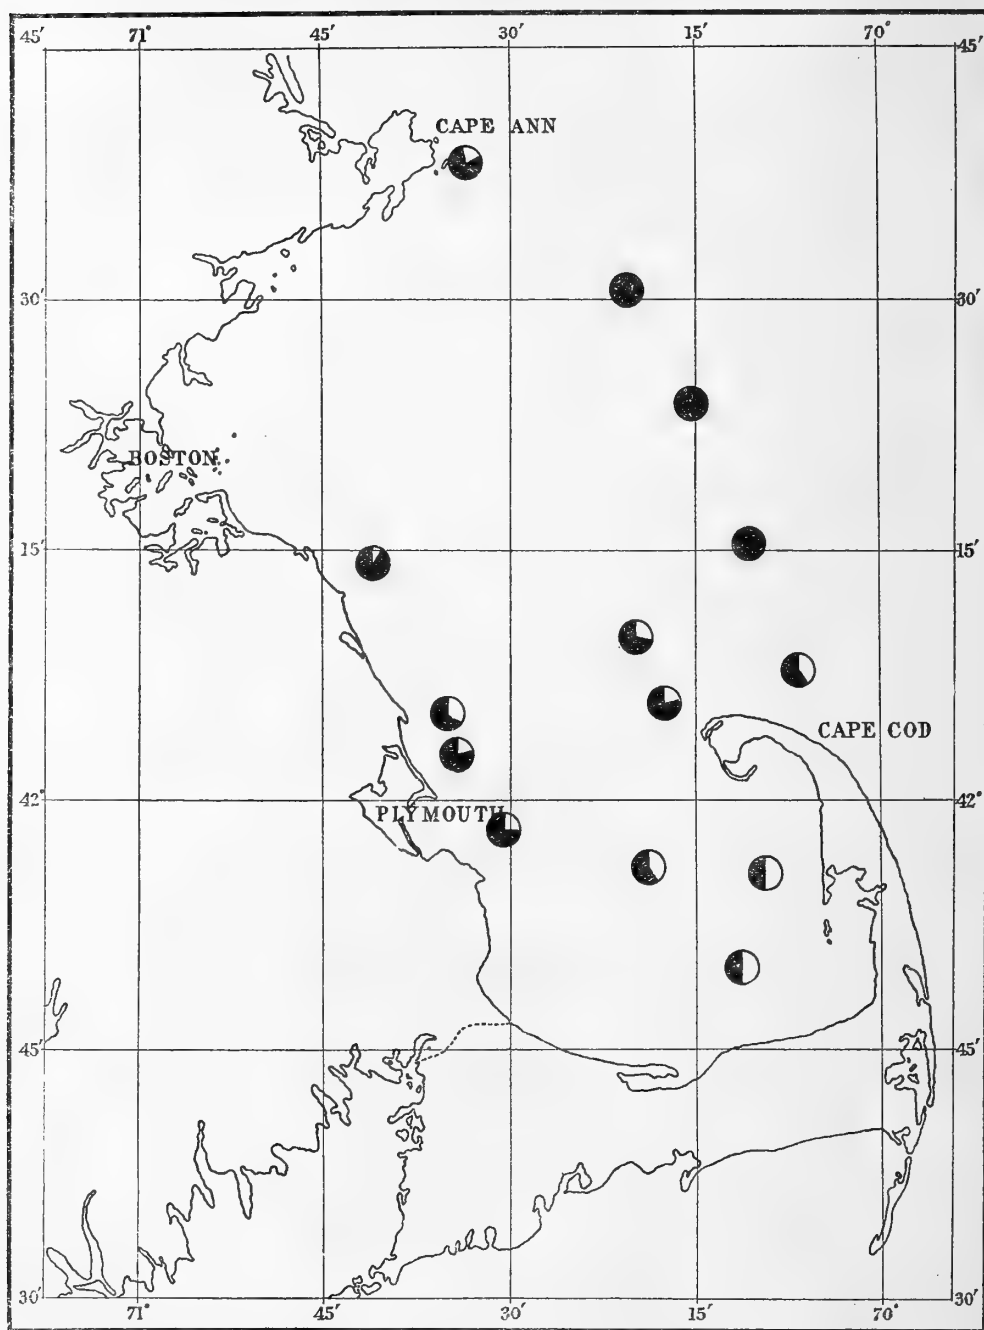 71° 45′ 30′ 15′ 70°
45′ 45′
CAPE ANN
30′ 30′
BOSTON
15′ 15′
CAPE COD
42°
PLYMOUTH
45′ 45′
30′ 30′
71° 45′ 30′ 15′ 70°